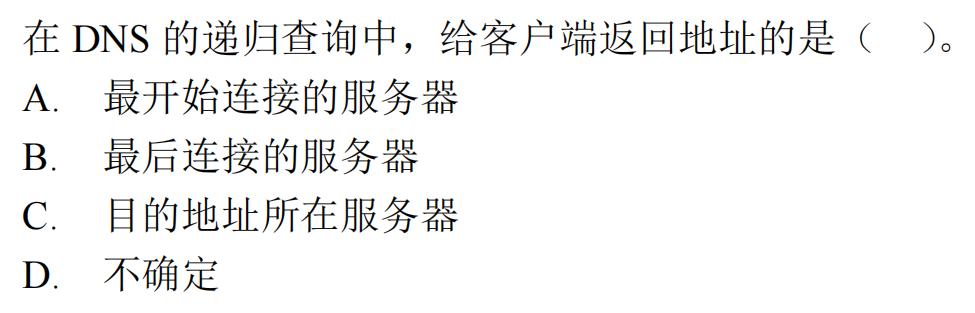 在 DNS 的递归查询中，给客户端返回地址的是（　）。
A. 最开始连接的服务器
B. 最后连接的服务器
C. 目的地址所在服务器
D. 不确定